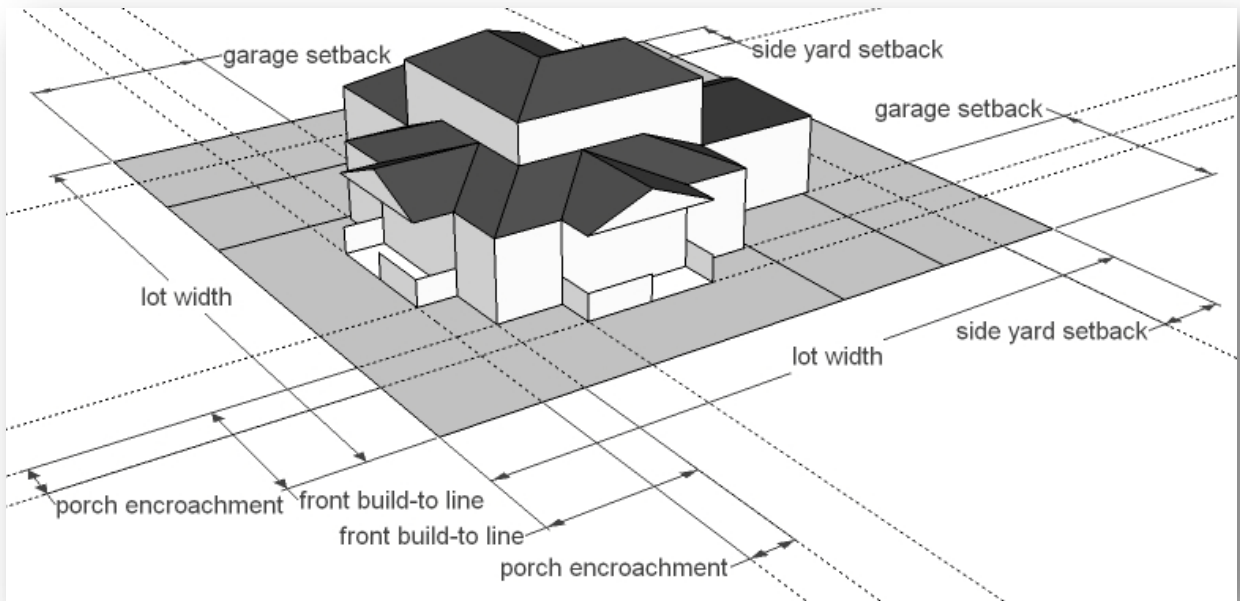 garage setback
side yard setback
garage setback
lot width
side yard setback
lot width
porch encroachment
front build-to line
front build-to line
porch encroachment